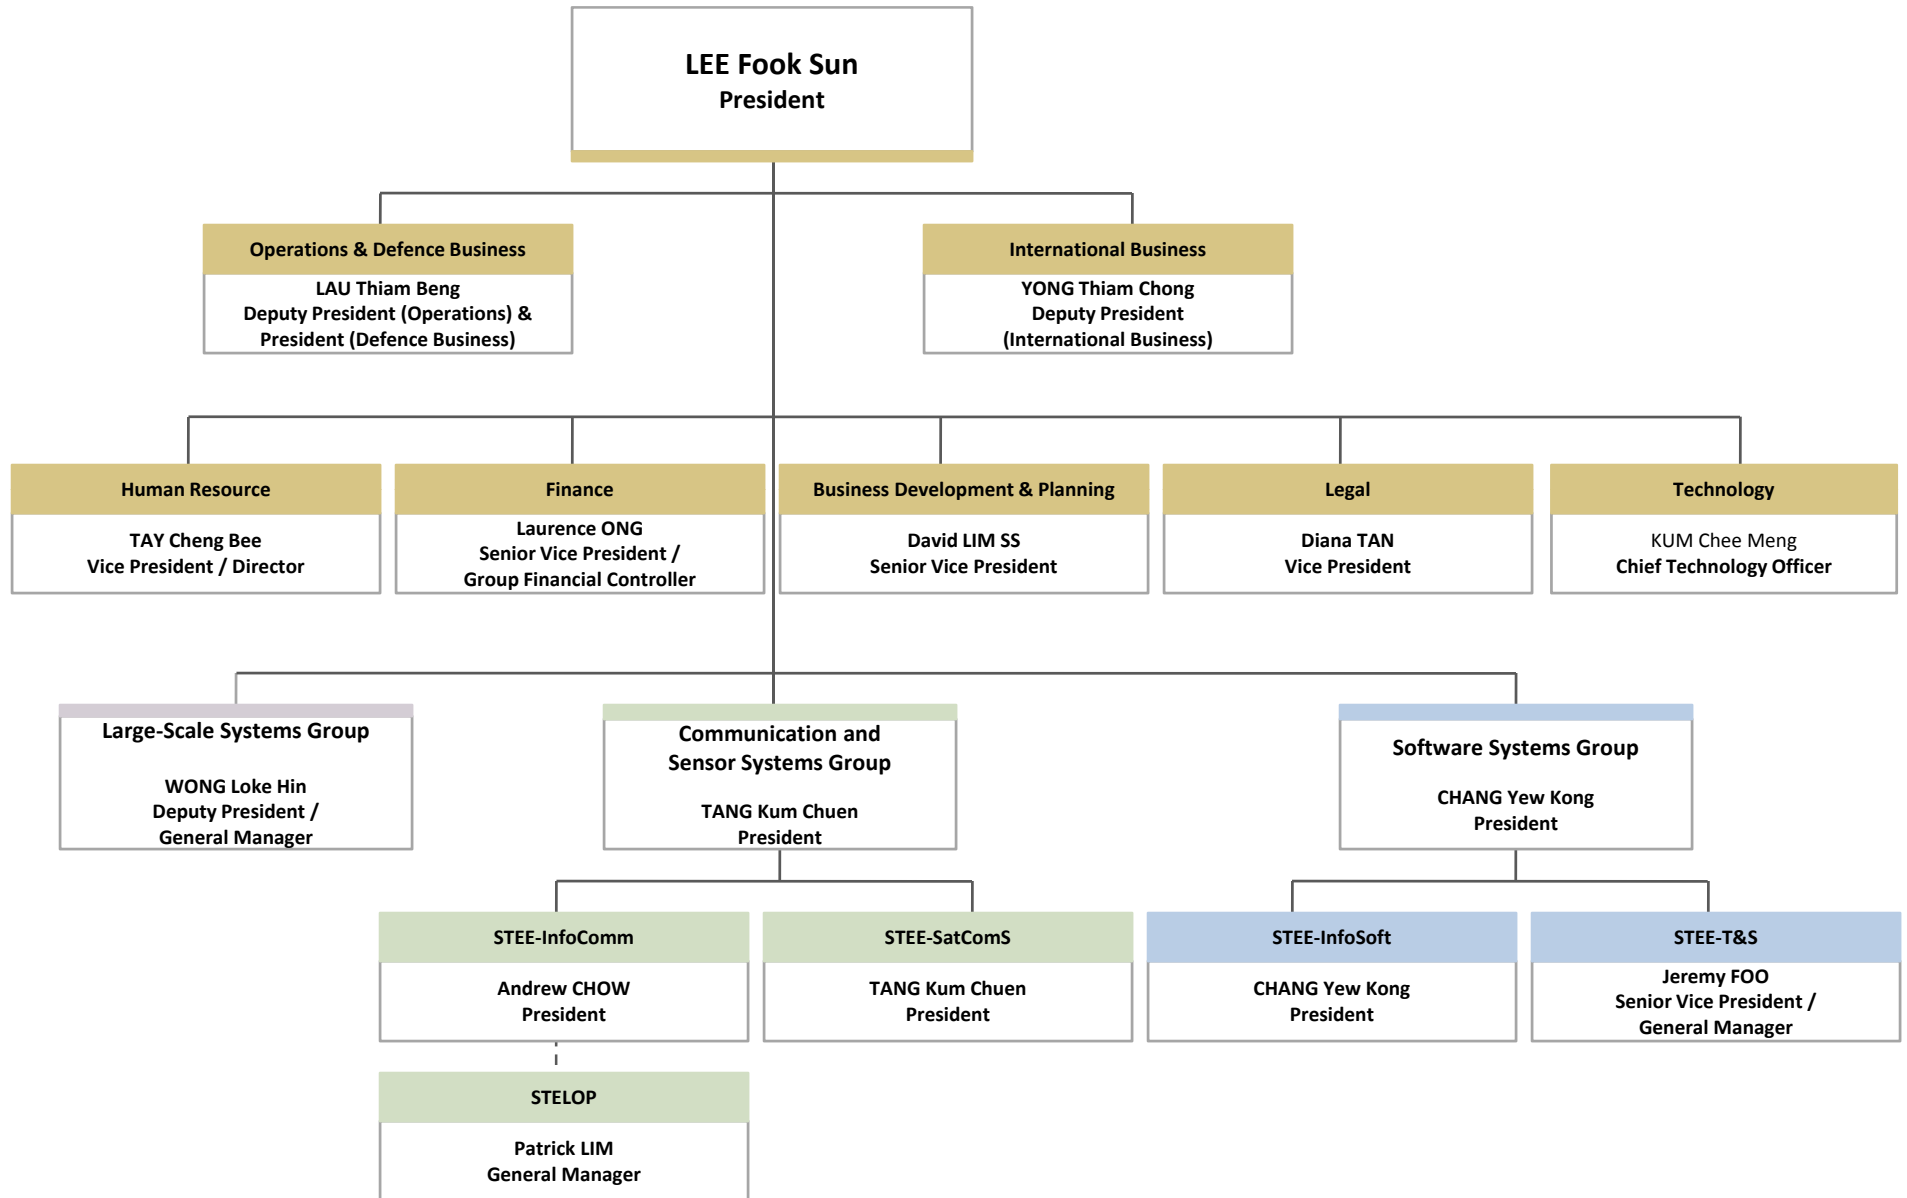 LEE Fook Sun
President
Operations & Defence Business
LAU Thiam Beng
Deputy President (Operations) &
President (Defence Business)
International Business
YONG Thiam Chong
Deputy President
(International Business)
Human Resource
TAY Cheng Bee
Vice President / Director
Finance
Laurence ONG
Senior Vice President /
Group Financial Controller
Business Development & Planning
David LIM SS
Senior Vice President
Legal
Diana TAN
Vice President
Technology
KUM Chee Meng
Chief Technology Officer
Large-Scale Systems Group
WONG Loke Hin
Deputy President /
General Manager
Communication and
Sensor Systems Group
TANG Kum Chuen
President
Software Systems Group
CHANG Yew Kong
President
STEE-InfoComm
Andrew CHOW
President
STEE-SatComS
TANG Kum Chuen
President
STEE-InfoSoft
CHANG Yew Kong
President
STEE-T&S
Jeremy FOO
Senior Vice President /
General Manager
STELOP
Patrick LIM
General Manager